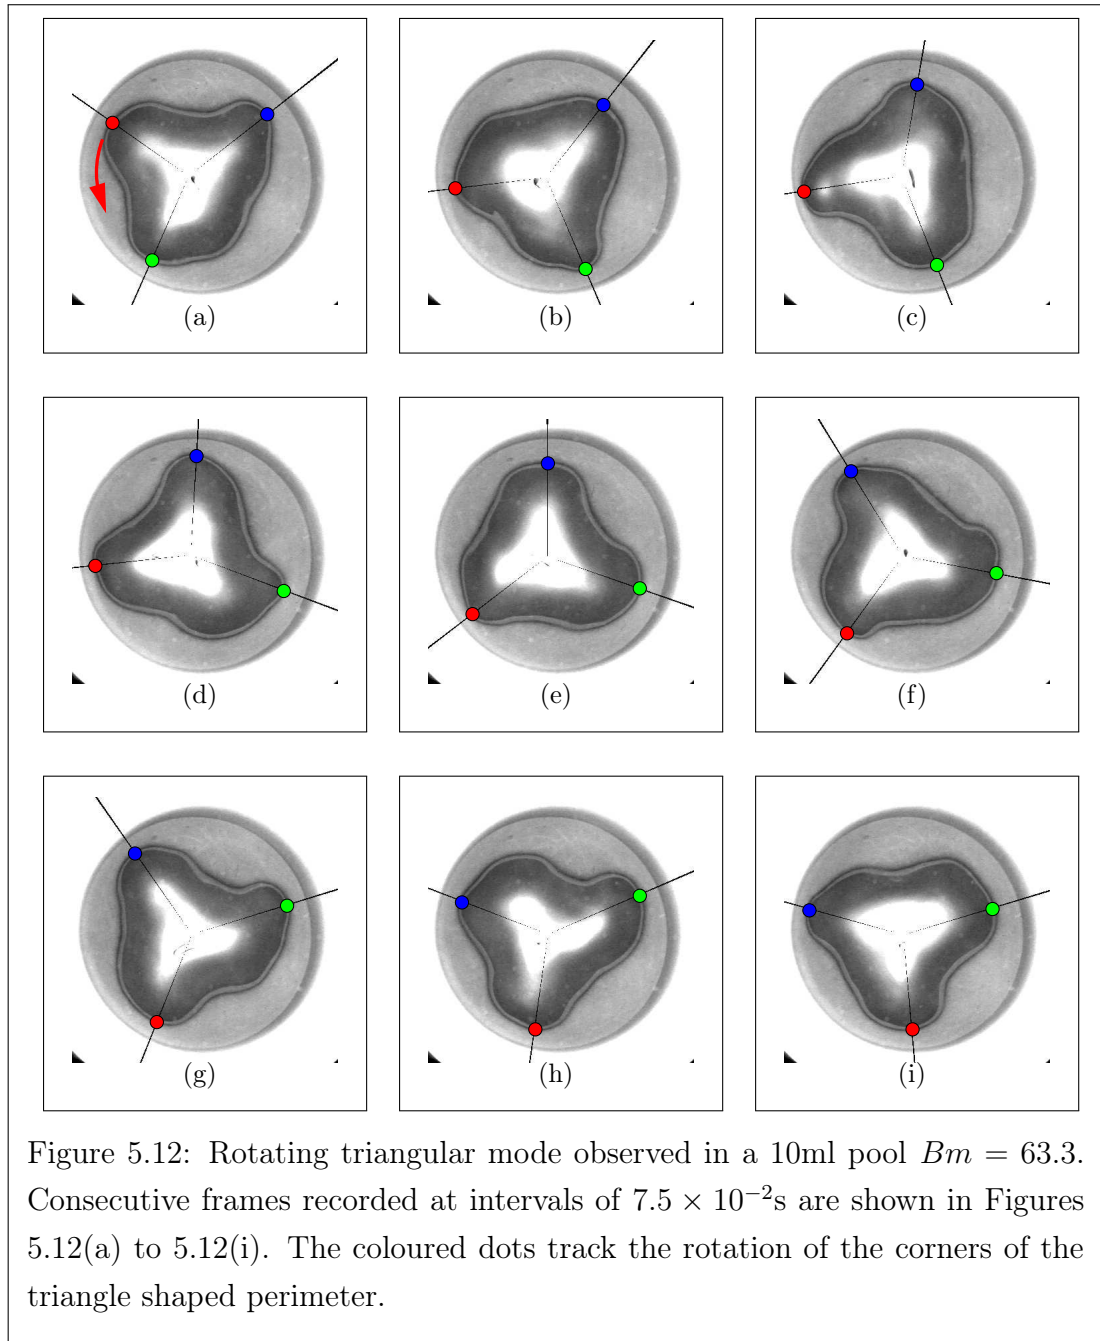 (a)
(b)
(c)
(d)
(e)
(f)
(g)
(h)
(i)
Figure 5.12: Rotating triangular mode observed in a 10ml pool Bm = 63.3.
Consecutive frames recorded at intervals of 7.5 × 10⁻²s are shown in Figures
5.12(a) to 5.12(i). The coloured dots track the rotation of the corners of the
triangle shaped perimeter.